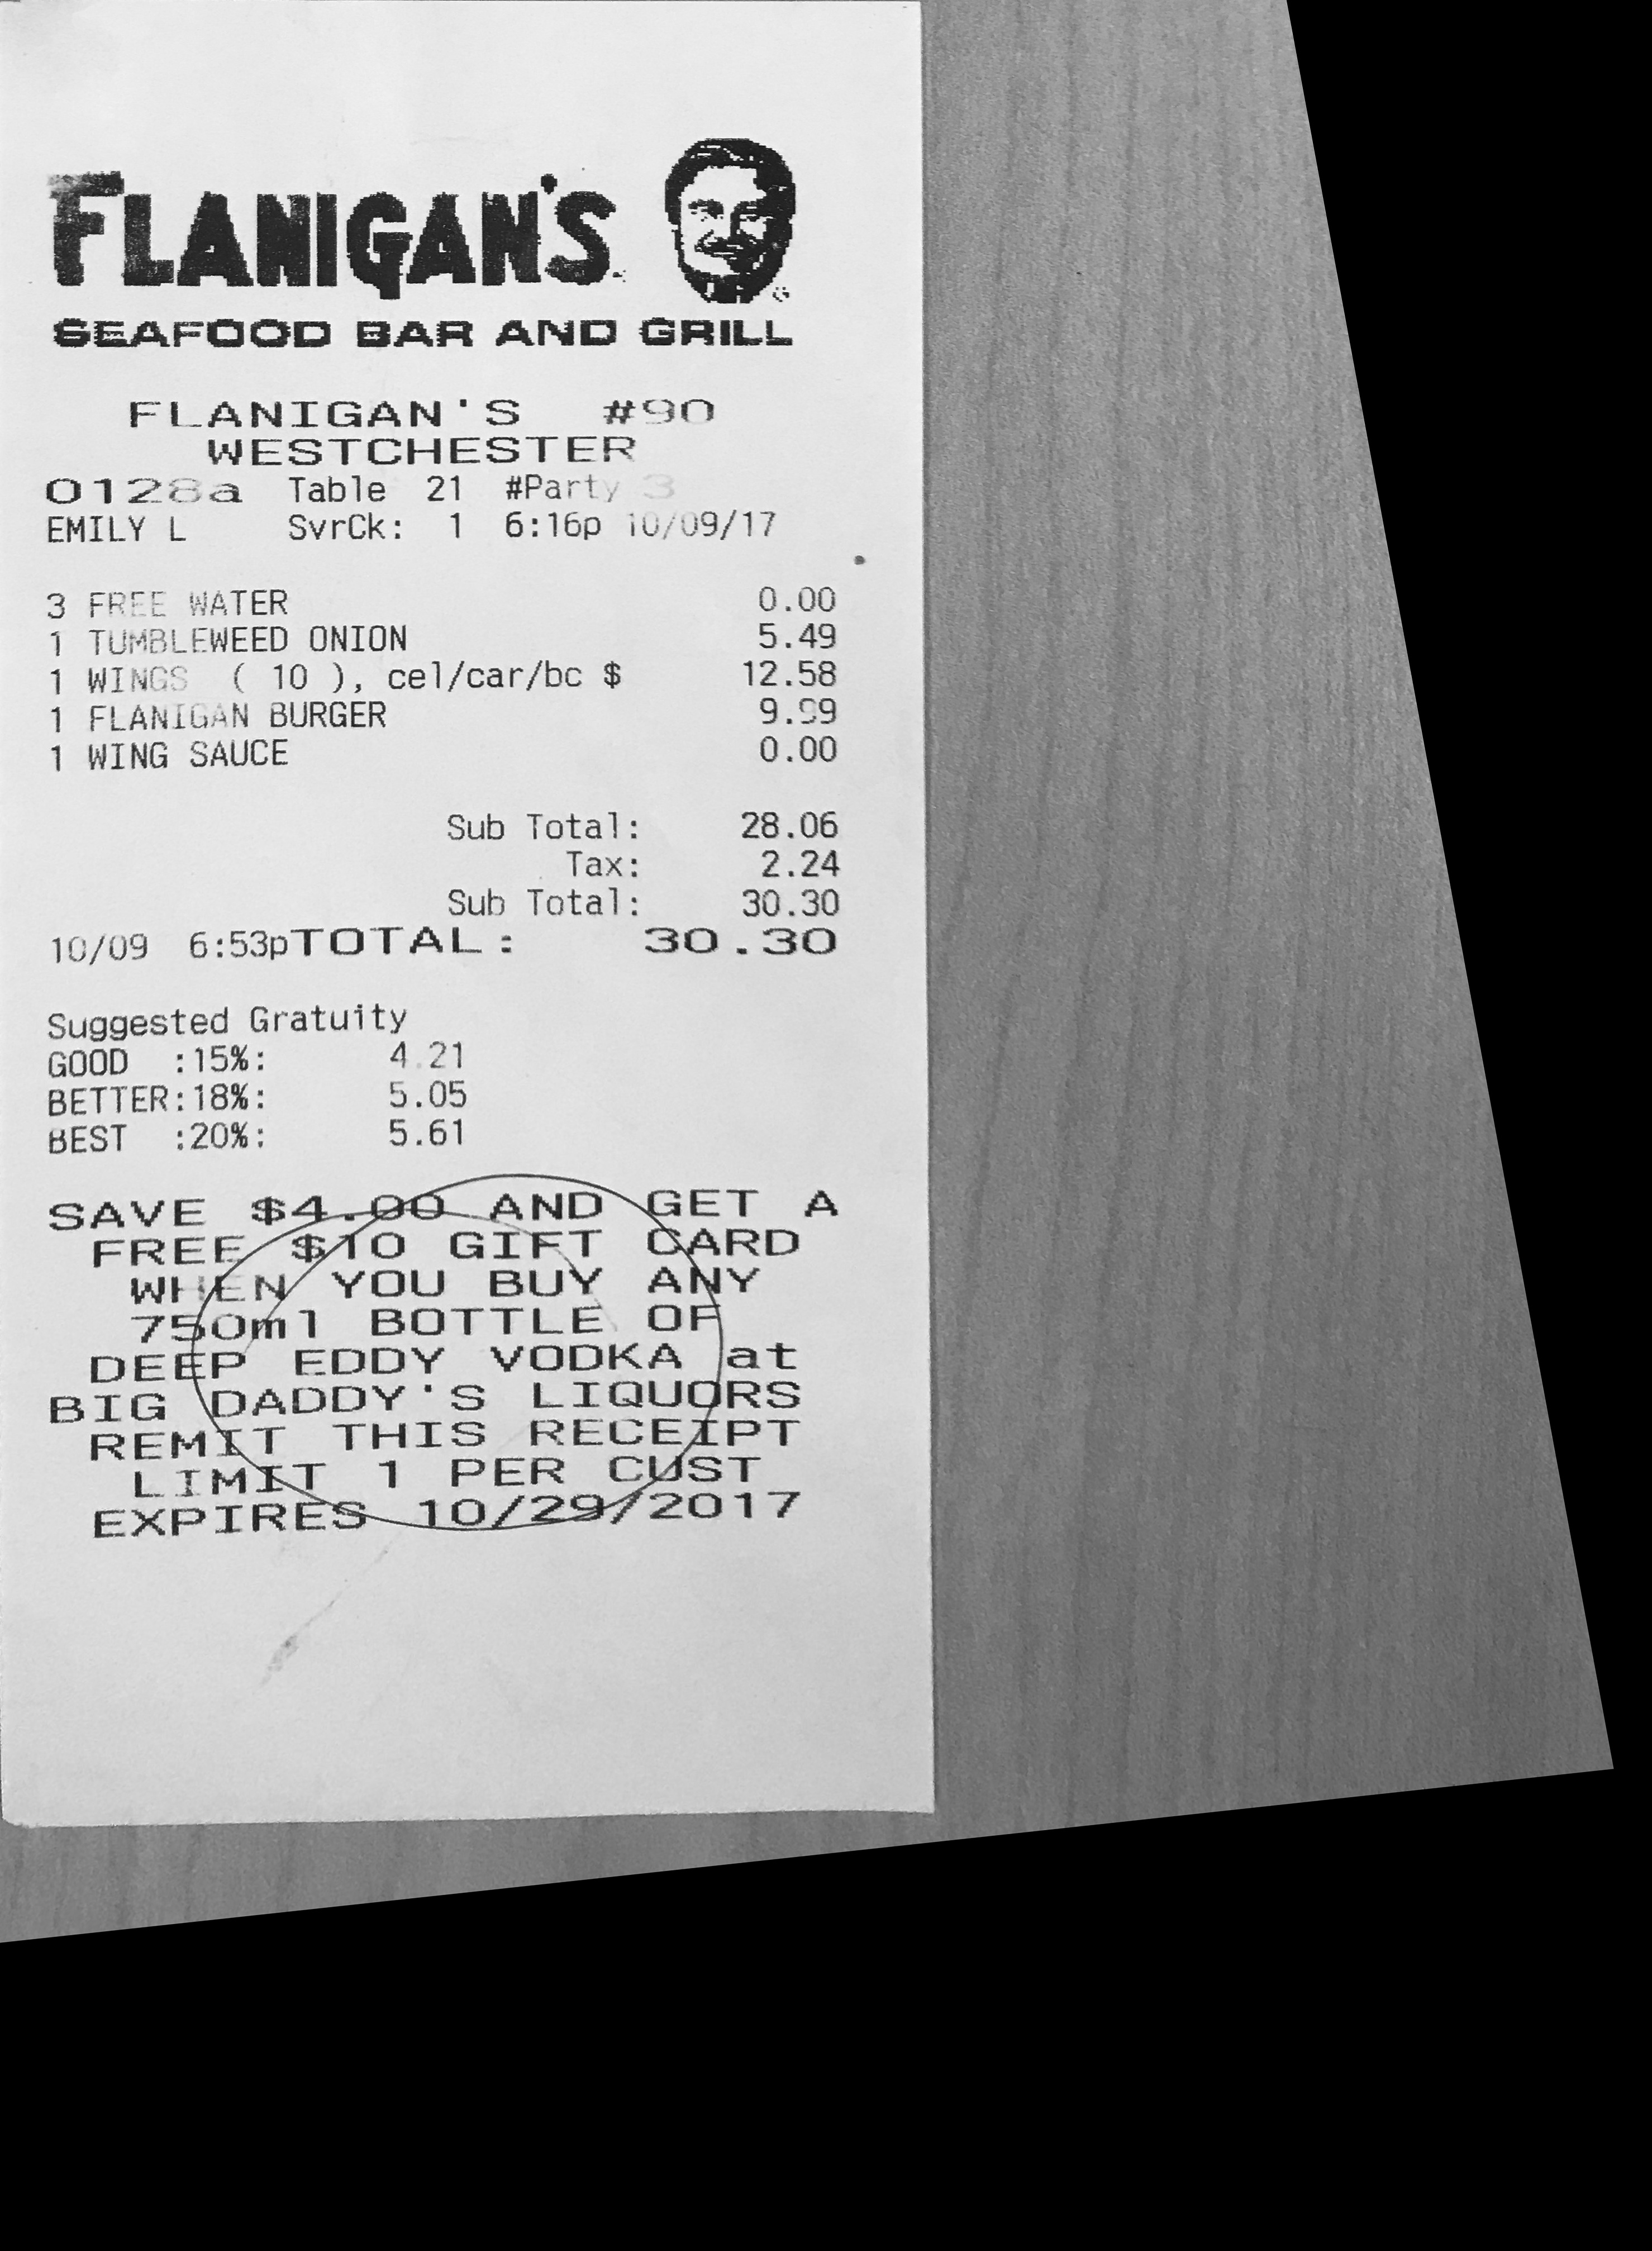 FLANIGAN'S
SEAFOOD BAR AND GRILL
FLANIGAN'S #90
WESTCHESTER
0128a Table 21 #Party 3
EMILY L SvrCk: 1 6:16p 10/09/17
3 FREE WATER 0.00
1 TUMBLEWEED ONION 5.49
1 WINGS ( 10 ), cel/car/bc $ 12.58
1 FLANIGAN BURGER 9.99
1 WING SAUCE 0.00
Sub Total: 28.06
Tax: 2.24
Sub Total: 30.30
10/09 6:53pTOTAL: 30.30
Suggested Gratuity
GOOD :15%: 4.21
BETTER:18%: 5.05
BEST :20%: 5.61
SAVE $4.00 AND GET A
FREE $10 GIFT CARD
WHEN YOU BUY ANY
750ml BOTTLE OF
DEEP EDDY VODKA at
BIG DADDY'S LIQUORS
REMIT THIS RECEIPT
LIMIT 1 PER CUST
EXPIRES 10/29/2017